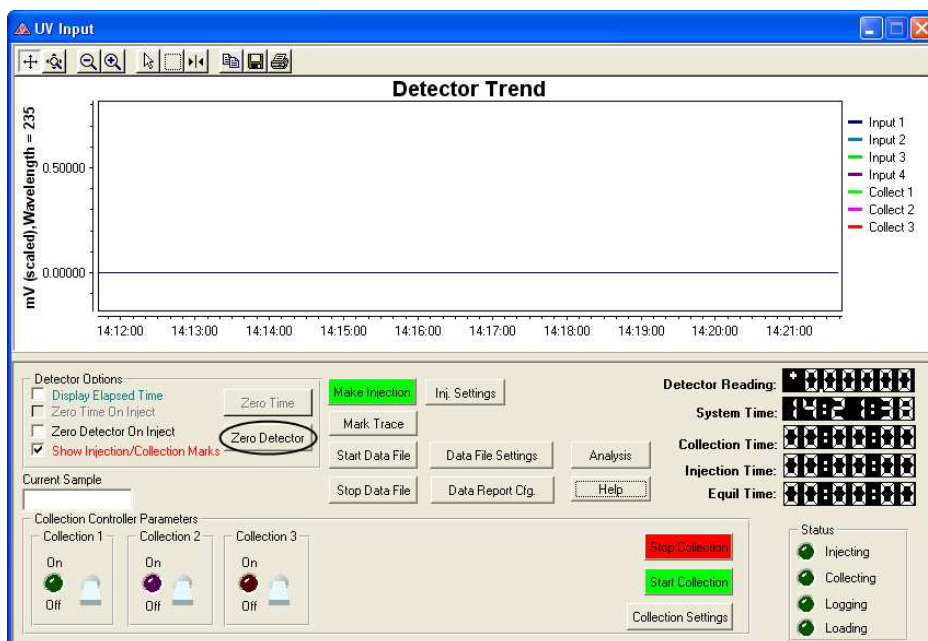 UV Input
Detector Trend
mV (scaled),Wavelength = 235
0.50000
0.00000
14:12:00 14:13:00 14:14:00 14:15:00 14:16:00 14:17:00 14:18:00 14:19:00 14:20:00 14:21:00
Input 1
Input 2
Input 3
Input 4
Collect 1
Collect 2
Collect 3
Detector Options
Display Elapsed Time
Zero Time On Inject
Zero Detector On Inject
Show Injection/Collection Marks
Zero Time
Zero Detector
Make Injection
Inj. Settings
Mark Trace
Start Data File
Data File Settings
Analysis
Stop Data File
Data Report Cfg.
Help
Detector Reading:
System Time:
Collection Time:
Injection Time:
Equil Time:
Current Sample
Collection Controller Parameters
Collection 1
On
Off
Collection 2
On
Off
Collection 3
On
Off
Stop Collection
Start Collection
Collection Settings
Status
Injecting
Collecting
Logging
Loading